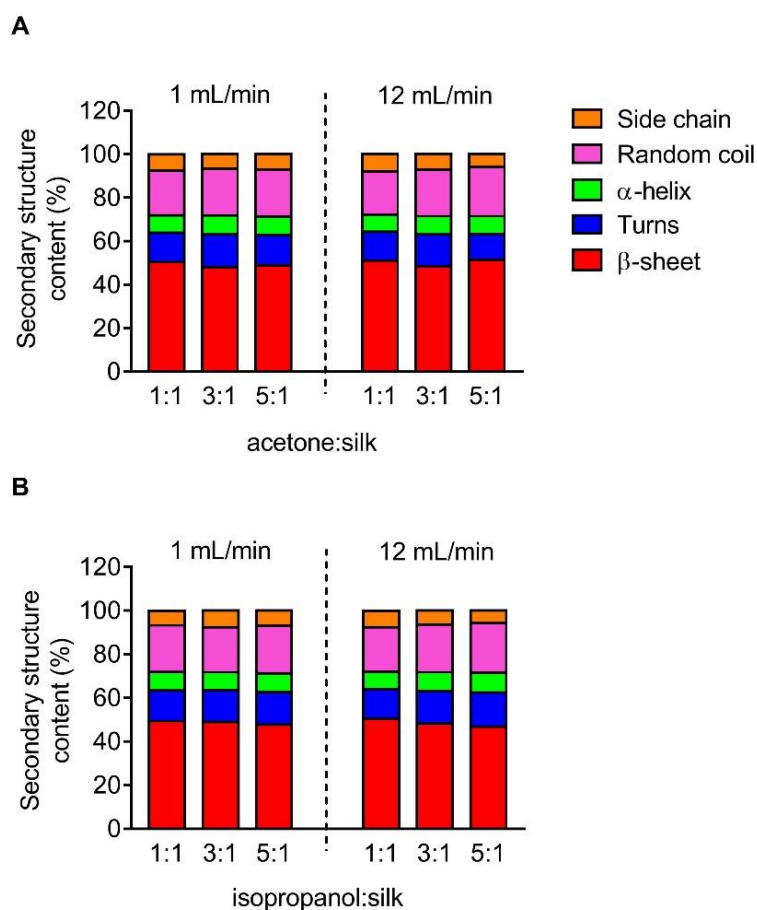 A
1 mL/min 12 mL/min
120
100
80
60
40
20
0
Secondary structure
content (%)
1:1 3:1 5:1 1:1 3:1 5:1
acetone:silk
Side chain
Random coil
α-helix
Turns
β-sheet
B
1 mL/min 12 mL/min
120
100
80
60
40
20
0
Secondary structure
content (%)
1:1 3:1 5:1 1:1 3:1 5:1
isopropanol:silk